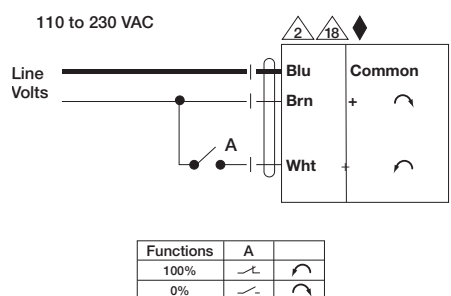 110 to 230 VAC
2 18
Line Volts
Blu Common
Brn +
A
Wht +
Functions A
100%
0%